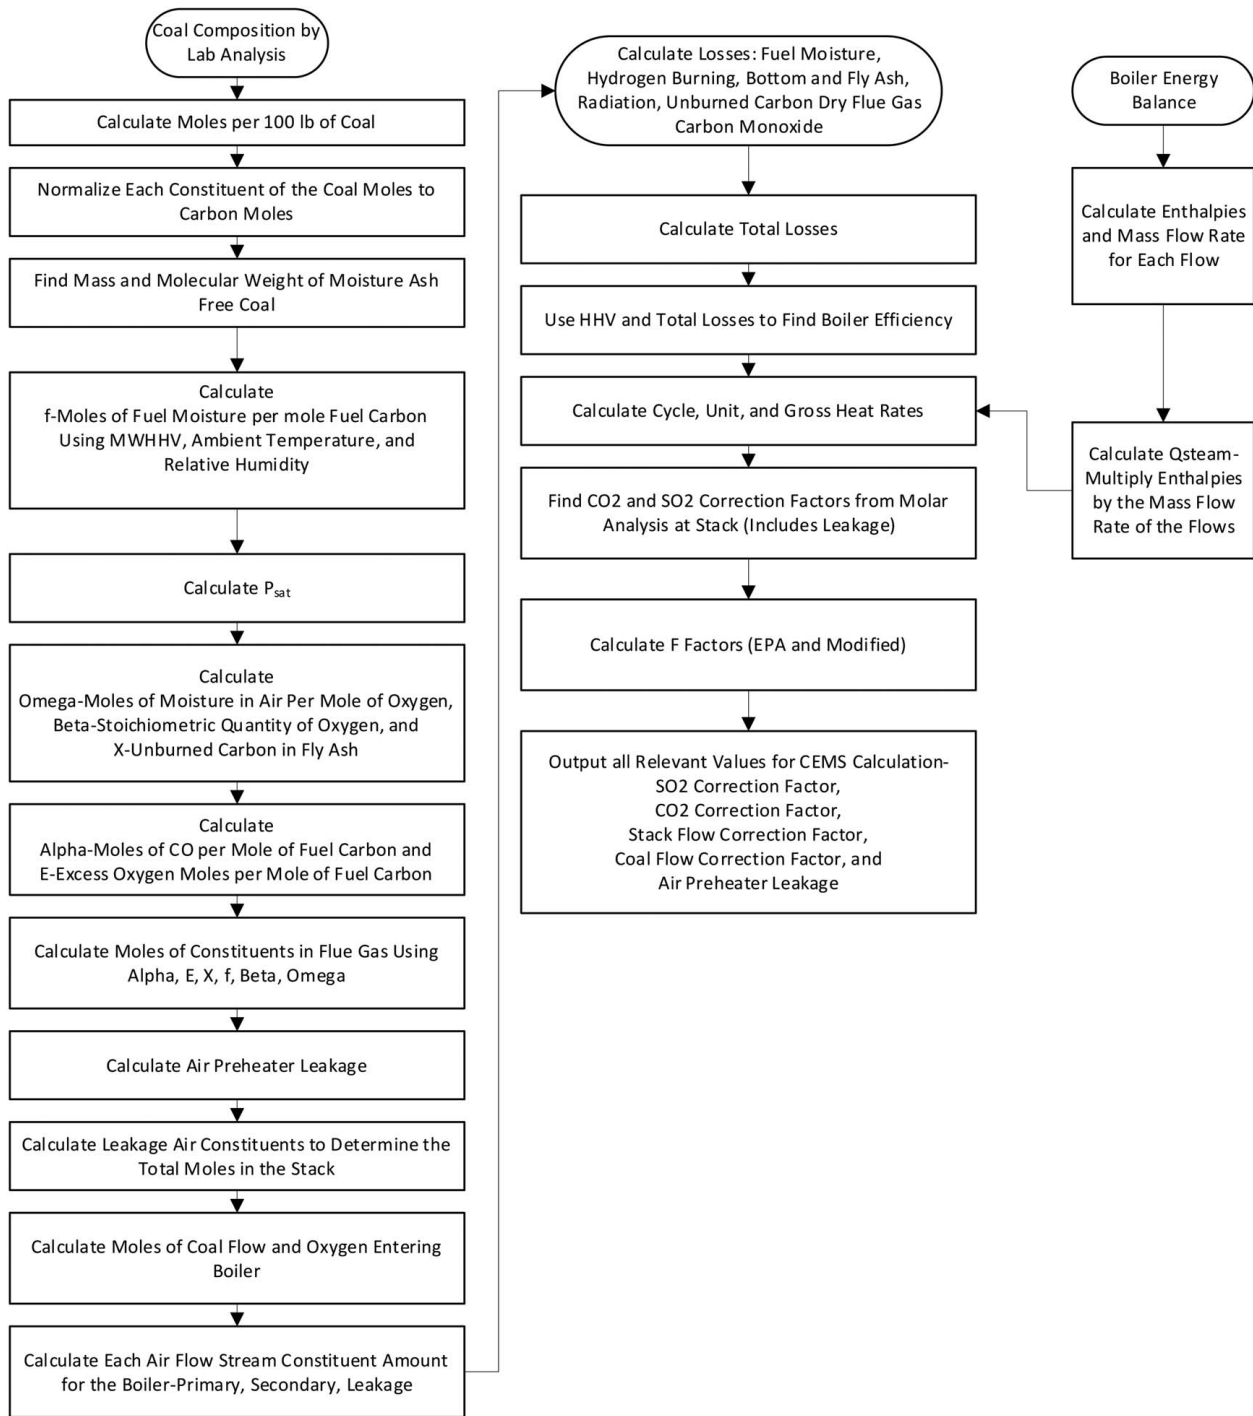 Coal Composition by
Lab Analysis
Calculate Moles per 100 lb of Coal
Normalize Each Constituent of the Coal Moles to
Carbon Moles
Find Mass and Molecular Weight of Moisture Ash
Free Coal
Calculate
f-Moles of Fuel Moisture per mole Fuel Carbon
Using MWHHV, Ambient Temperature, and
Relative Humidity
Calculate Psat
Calculate
Omega-Moles of Moisture in Air Per Mole of Oxygen,
Beta-Stoichiometric Quantity of Oxygen, and
X-Unburned Carbon in Fly Ash
Calculate
Alpha-Moles of CO per Mole of Fuel Carbon and
E-Excess Oxygen Moles per Mole of Fuel Carbon
Calculate Moles of Constituents in Flue Gas Using
Alpha, E, X, f, Beta, Omega
Calculate Air Preheater Leakage
Calculate Leakage Air Constituents to Determine the
Total Moles in the Stack
Calculate Moles of Coal Flow and Oxygen Entering
Boiler
Calculate Each Air Flow Stream Constituent Amount
for the Boiler-Primary, Secondary, Leakage
Calculate Losses: Fuel Moisture,
Hydrogen Burning, Bottom and Fly Ash,
Radiation, Unburned Carbon Dry Flue Gas
Carbon Monoxide
Calculate Total Losses
Use HHV and Total Losses to Find Boiler Efficiency
Calculate Cycle, Unit, and Gross Heat Rates
Find CO2 and SO2 Correction Factors from Molar
Analysis at Stack (Includes Leakage)
Calculate F Factors (EPA and Modified)
Output all Relevant Values for CEMS Calculation-
SO2 Correction Factor,
CO2 Correction Factor,
Stack Flow Correction Factor,
Coal Flow Correction Factor, and
Air Preheater Leakage
Boiler Energy
Balance
Calculate Enthalpies
and Mass Flow Rate
for Each Flow
Calculate Qsteam-
Multiply Enthalpies
by the Mass Flow
Rate of the Flows